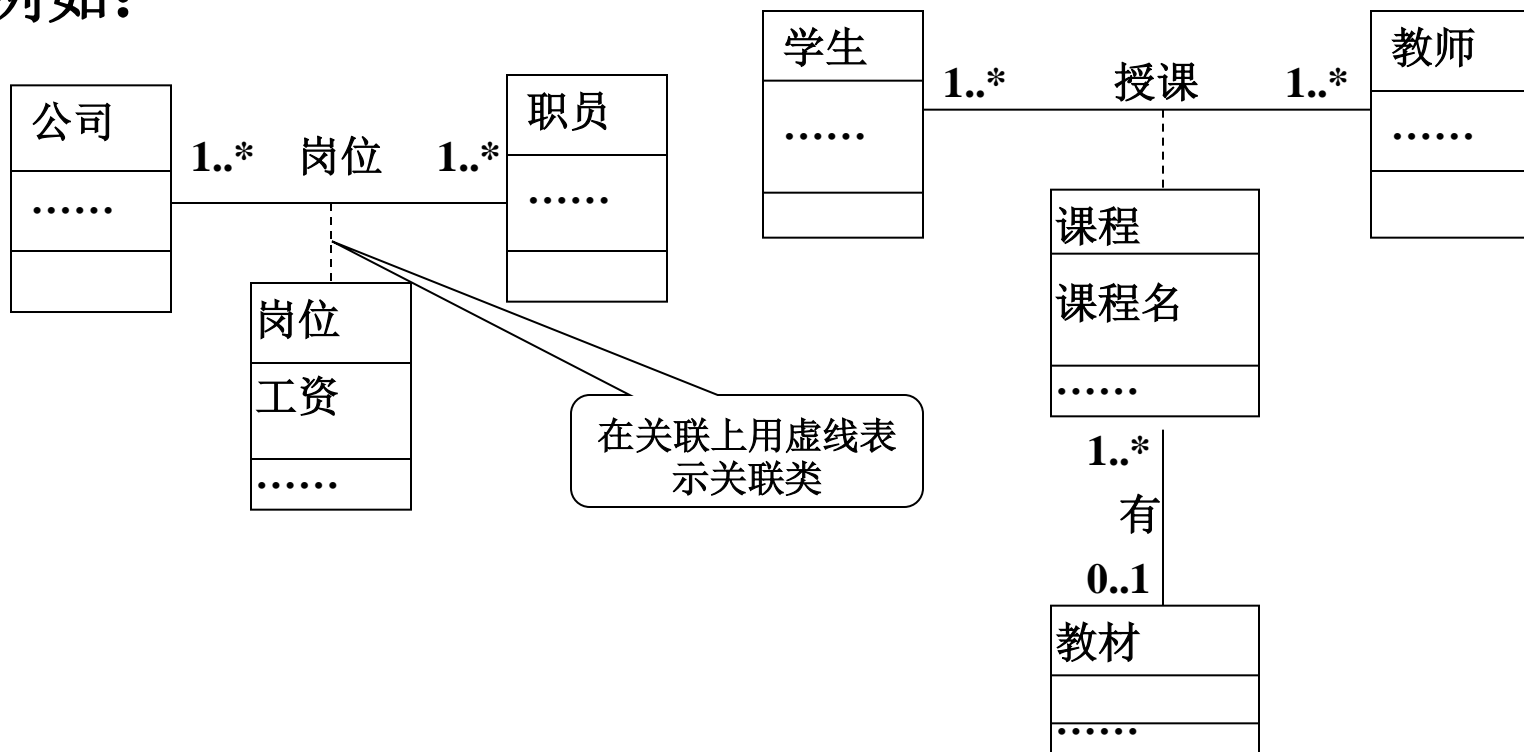 例如：
公司
……
1..*
岗位
1..*
职员
……
岗位
工资
……
在关联上用虚线表
示关联类
学生
……
1..*
授课
1..*
教师
……
课程
课程名
……
1..*
有
0..1
教材
……